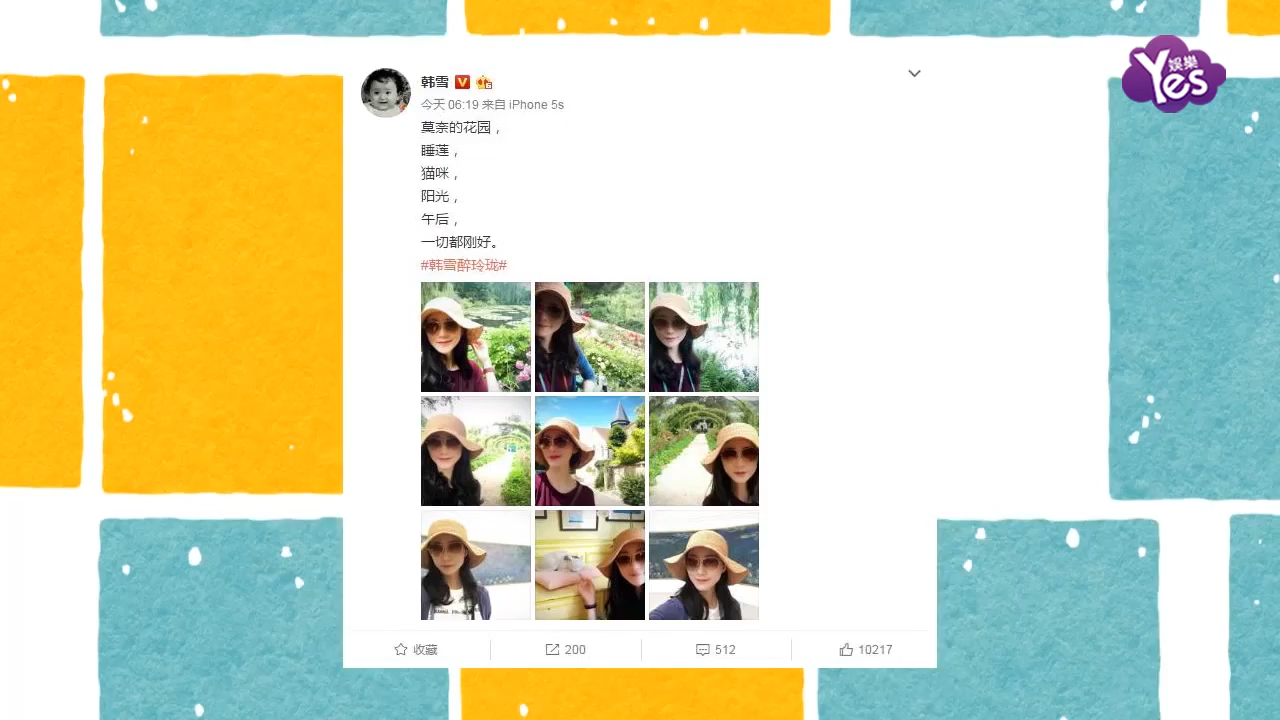 韩雪 V
今天 06:19 来自 iPhone 5s
莫奈的花园，
睡莲，
猫咪，
阳光，
午后，
一切都刚好。
#韩雪醉玲珑#
收藏
200
512
10217
Yes 娛樂